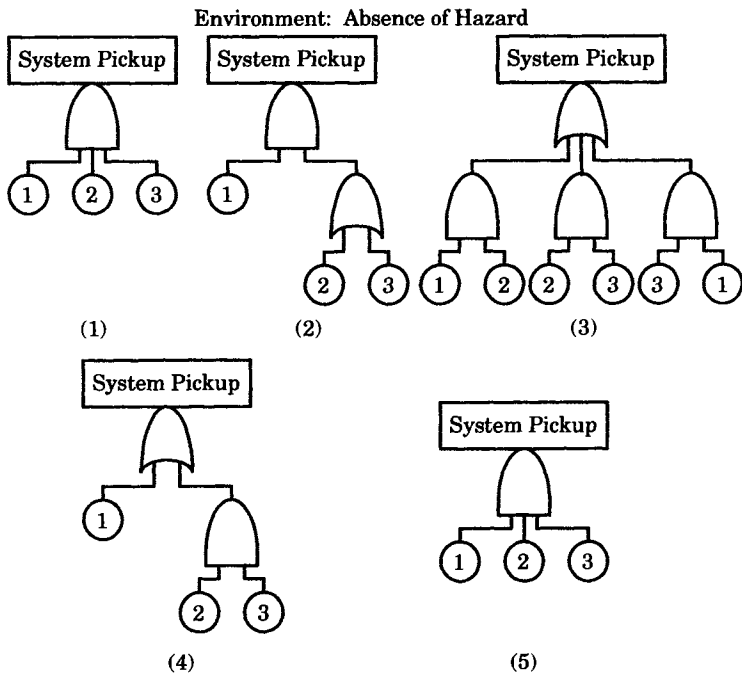 Environment: Absence of Hazard
System Pickup System Pickup System Pickup
1 2 3 1
2 3 1 2 2 3 3 1
(1) (2) (3)
System Pickup
System Pickup
1
1 2 3
2 3
(4) (5)